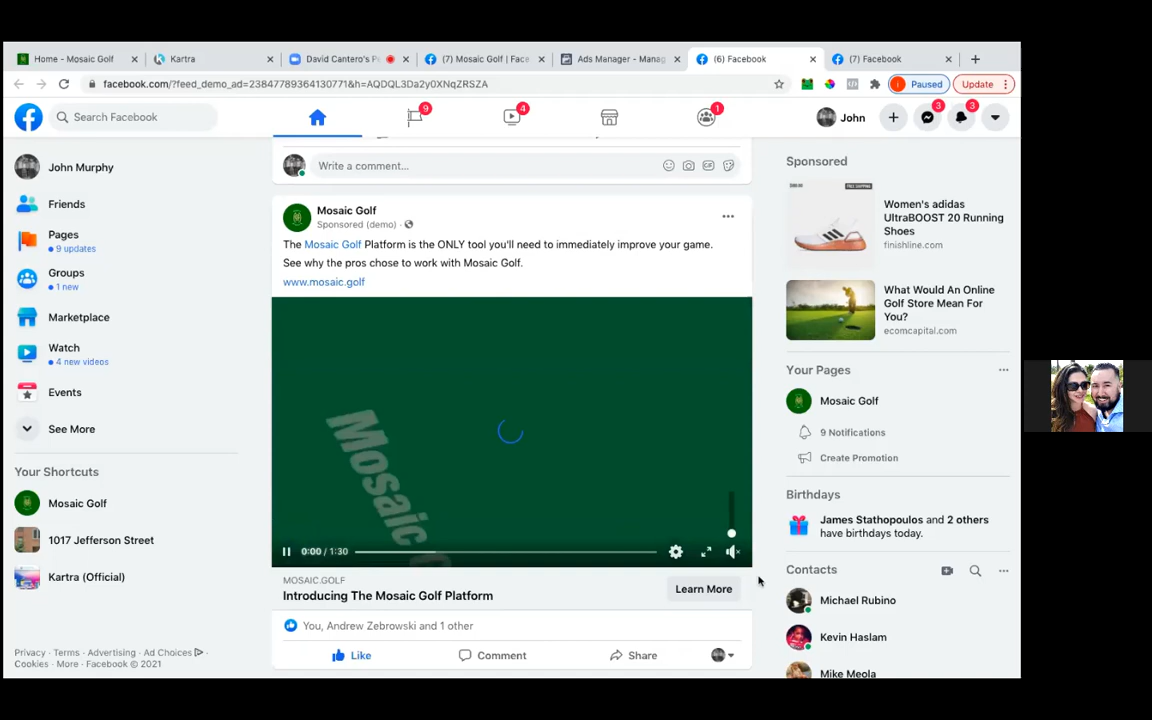 Home - Mosaic Golf
Kartra
David Cantero's P
(7) Mosaic Golf | Face
Ads Manager - Manag
(6) Facebook
(7) Facebook
facebook.com/?feed_demo_ad=23847789364130771&h=AQDQL3Da2y0XNqZRSZA
Paused
Update
Search Facebook
9
4
1
John
3
3
John Murphy
Friends
Pages
9 updates
Groups
1 new
Marketplace
Watch
4 new videos
Events
See More
Your Shortcuts
Mosaic Golf
1017 Jefferson Street
Kartra (Official)
Privacy · Terms · Advertising · Ad Choices ·
Cookies · More · Facebook © 2021
Write a comment...
Mosaic Golf
Sponsored (demo) ·
The Mosaic Golf Platform is the ONLY tool you'll need to immediately improve your game.
See why the pros chose to work with Mosaic Golf.
www.mosaic.golf
Mosaic
0:00 / 1:30
MOSAIC.GOLF
Introducing The Mosaic Golf Platform
Learn More
You, Andrew Zebrowski and 1 other
Like
Comment
Share
Sponsored
FREE SHIPPING
Women's adidas
UltraBOOST 20 Running
Shoes
finishline.com
What Would An Online
Golf Store Mean For
You?
ecomcapital.com
Your Pages
Mosaic Golf
9 Notifications
Create Promotion
Birthdays
James Stathopoulos and 2 others
have birthdays today.
Contacts
Michael Rubino
Kevin Haslam
Mike Meola